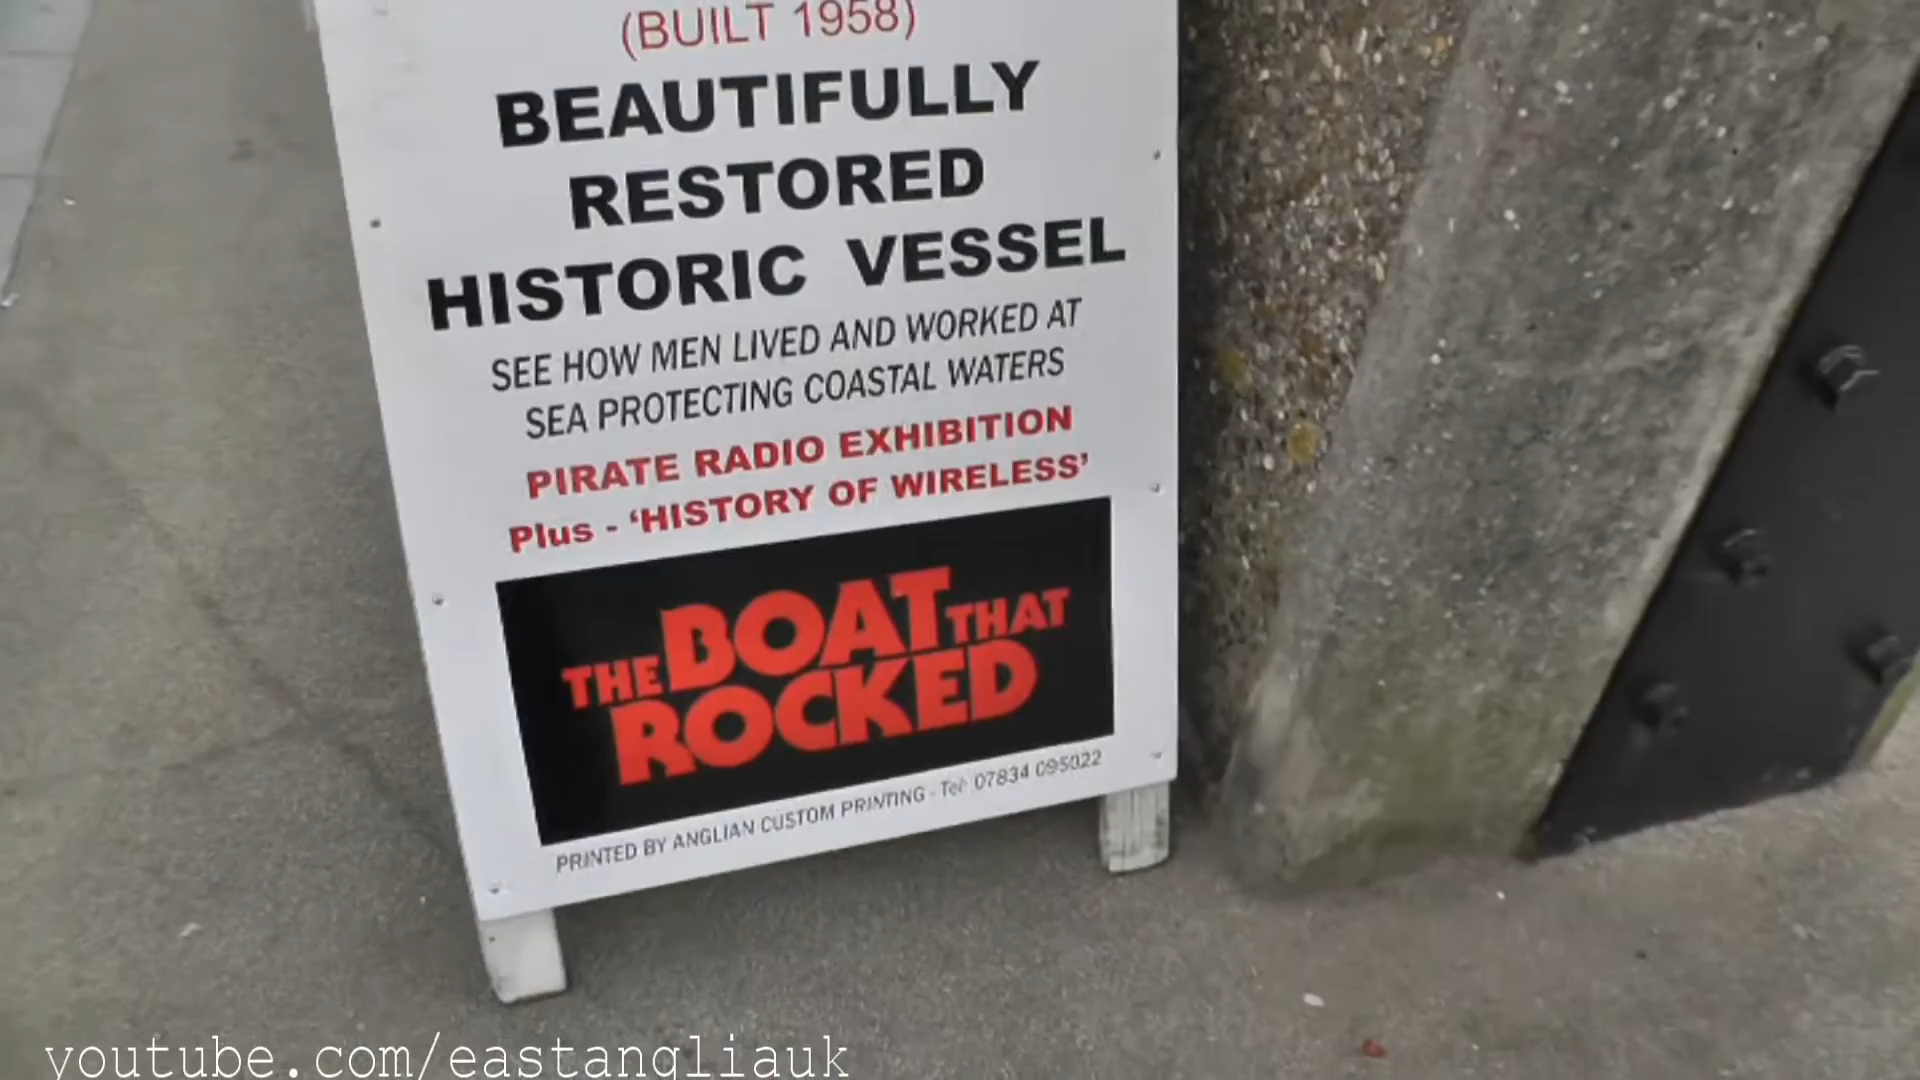 (BUILT 1958)
BEAUTIFULLY
RESTORED
HISTORIC VESSEL
SEE HOW MEN LIVED AND WORKED AT
SEA PROTECTING COASTAL WATERS
PIRATE RADIO EXHIBITION
Plus - ‘HISTORY OF WIRELESS’
THE BOAT THAT
ROCKED
PRINTED BY ANGLIAN CUSTOM PRINTING - Tel: 07834 095022
youtube.com/eastangliauk